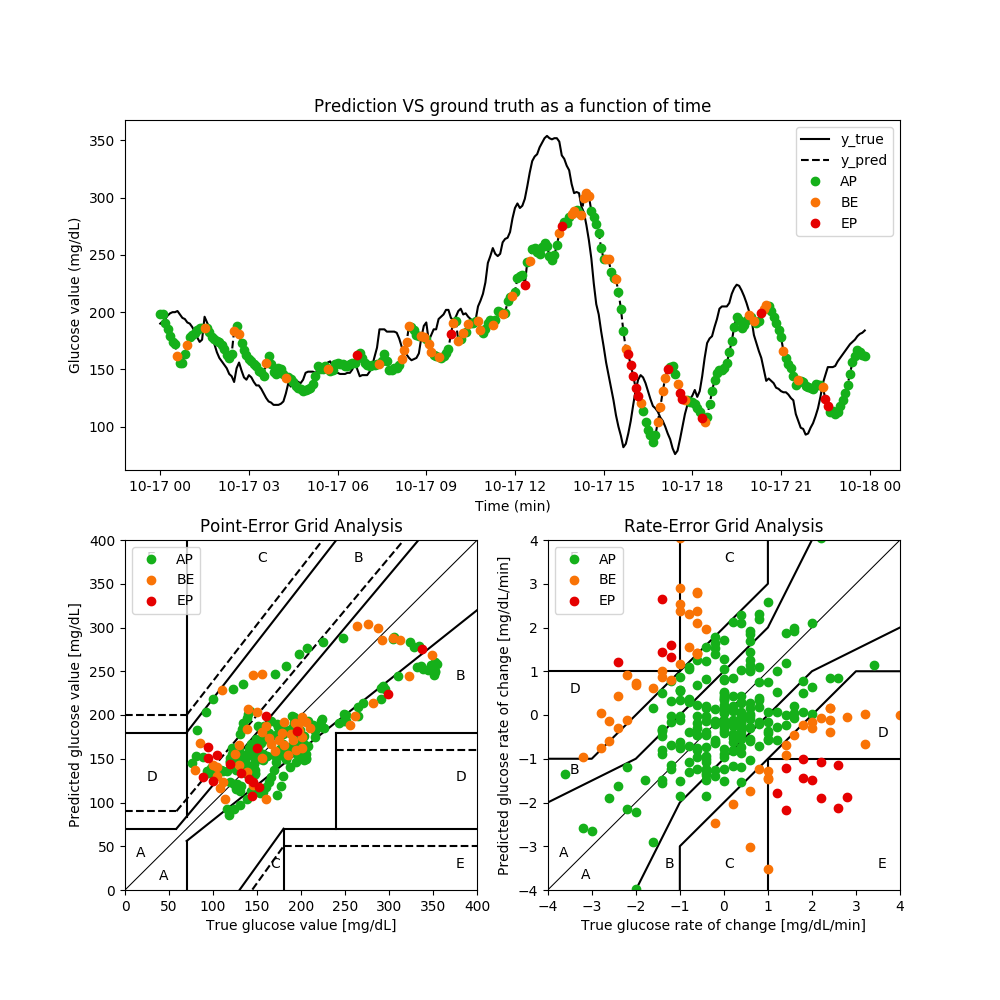 Prediction VS ground truth as a function of time
Glucose value (mg/dL)
350
300
250
200
150
100
y_true
y_pred
AP
BE
EP
10-17 00 10-17 03 10-17 06 10-17 09 10-17 12 10-17 15 10-17 18 10-17 21 10-18 00
Time (min)
Point-Error Grid Analysis
Predicted glucose value [mg/dL]
400
350
300
250
200
150
100
50
0
AP
BE
EP
C
B
B
D
D
A
A
C
E
0 50 100 150 200 250 300 350 400
True glucose value [mg/dL]
Rate-Error Grid Analysis
Predicted glucose rate of change [mg/dL/min]
4
3
2
1
0
−1
−2
−3
−4
AP
BE
EP
C
D
D
B
A
A
B
C
E
−4 −3 −2 −1 0 1 2 3 4
True glucose rate of change [mg/dL/min]